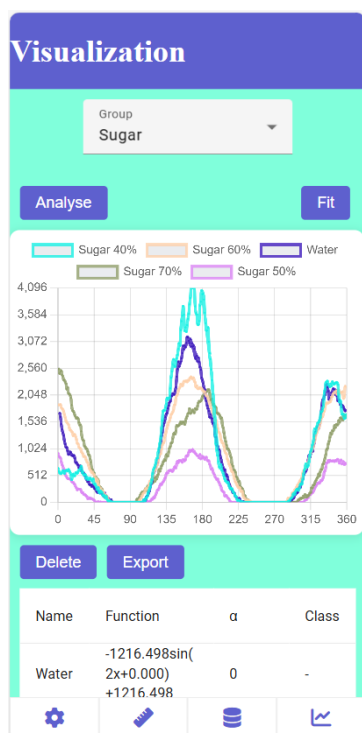 Visualization
Group
Sugar
Analyse
Fit
Sugar 40% Sugar 60% Water
Sugar 70% Sugar 50%
4,096
3,584
3,072
2,560
2,048
1,536
1,024
512
0
0 45 90 135 180 225 270 315 360
Delete Export
Name Function α Class
-1216.498sin(
Water 2x+0.000) 0 -
+1216.498